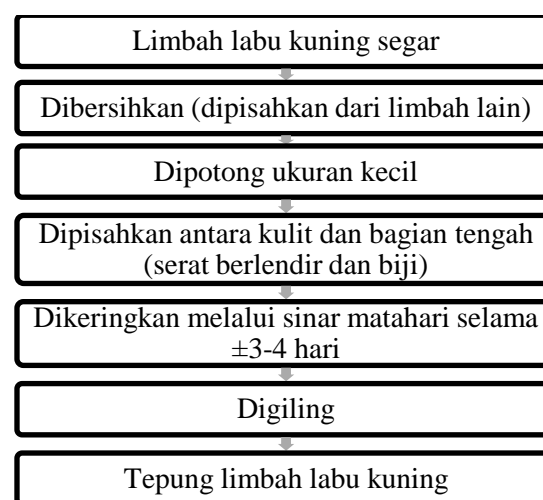 Limbah labu kuning segar
Dibersihkan (dipisahkan dari limbah lain)
Dipotong ukuran kecil
Dipisahkan antara kulit dan bagian tengah
(serat berlendir dan biji)
Dikeringkan melalui sinar matahari selama
±3-4 hari
Digiling
Tepung limbah labu kuning